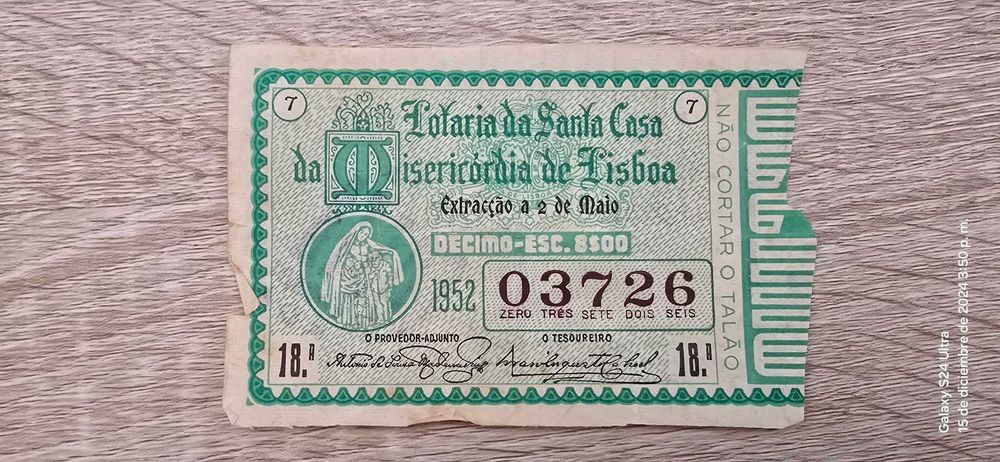 7
7
Lotaria da Santa Casa
da Misericórdia de Lisboa
Extracção a 2 de Maio
DECIMO-ESC. 8$00
1952
03726
ZERO TRÊS SETE DOIS SEIS
O PROVEDOR-ADJUNTO
O TESOUREIRO
18.ª
18.ª
NÃO CORTAR O TALÃO
Galaxy S24 Ultra
15 de diciembre de 2024 3:50 p. m.